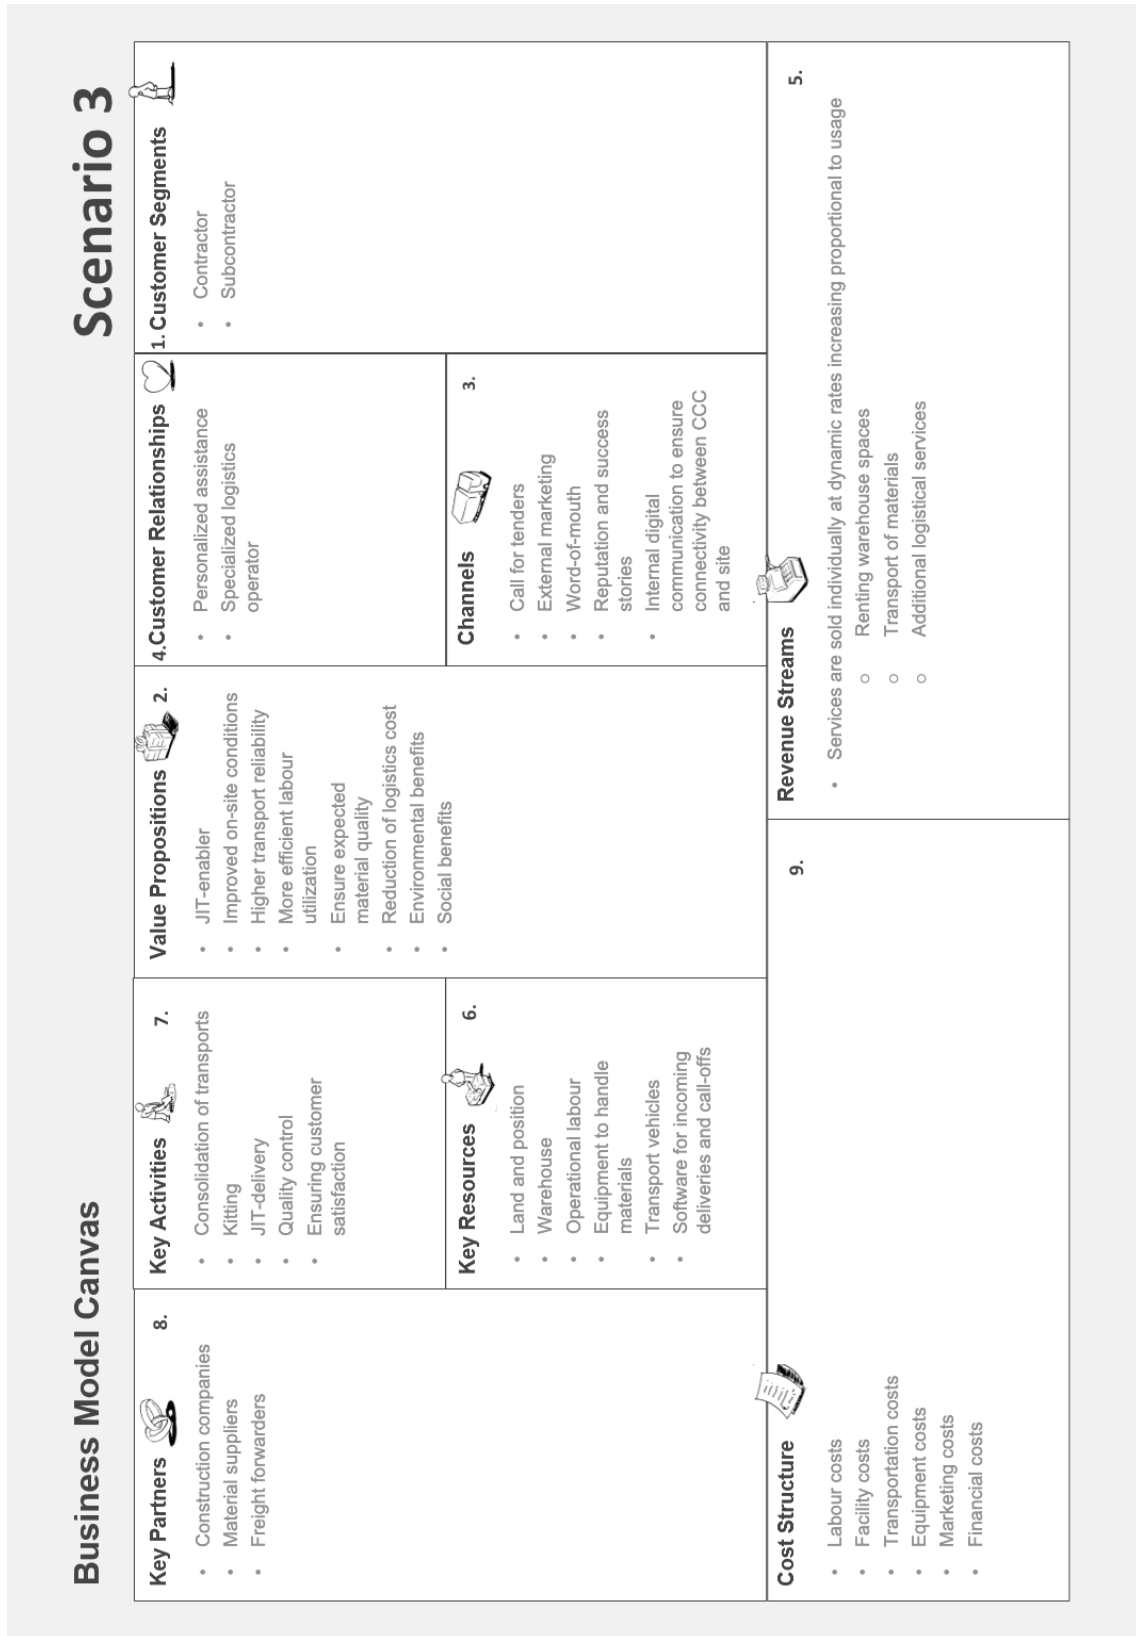 Business Model Canvas
Scenario 3
Key Partners
8.
• Construction companies
• Material suppliers
• Freight forwarders
Key Activities
7.
• Consolidation of transports
• Kitting
• JIT-delivery
• Quality control
• Ensuring customer
satisfaction
Key Resources
6.
• Land and position
• Warehouse
• Operational labour
• Equipment to handle
materials
• Transport vehicles
• Software for incoming
deliveries and call-offs
Value Propositions
2.
• JIT-enabler
• Improved on-site conditions
• Higher transport reliability
• More efficient labour
utilization
• Ensure expected
material quality
• Reduction of logistics cost
• Environmental benefits
• Social benefits
4.Customer Relationships
• Personalized assistance
• Specialized logistics
operator
Channels
3.
• Call for tenders
• External marketing
• Word-of-mouth
• Reputation and success
stories
• Internal digital
communication to ensure
connectivity between CCC
and site
1. Customer Segments
• Contractor
• Subcontractor
Cost Structure
9.
• Labour costs
• Facility costs
• Transportation costs
• Equipment costs
• Marketing costs
• Financial costs
Revenue Streams
5.
• Services are sold individually at dynamic rates increasing proportional to usage
○ Renting warehouse spaces
○ Transport of materials
○ Additional logistical services